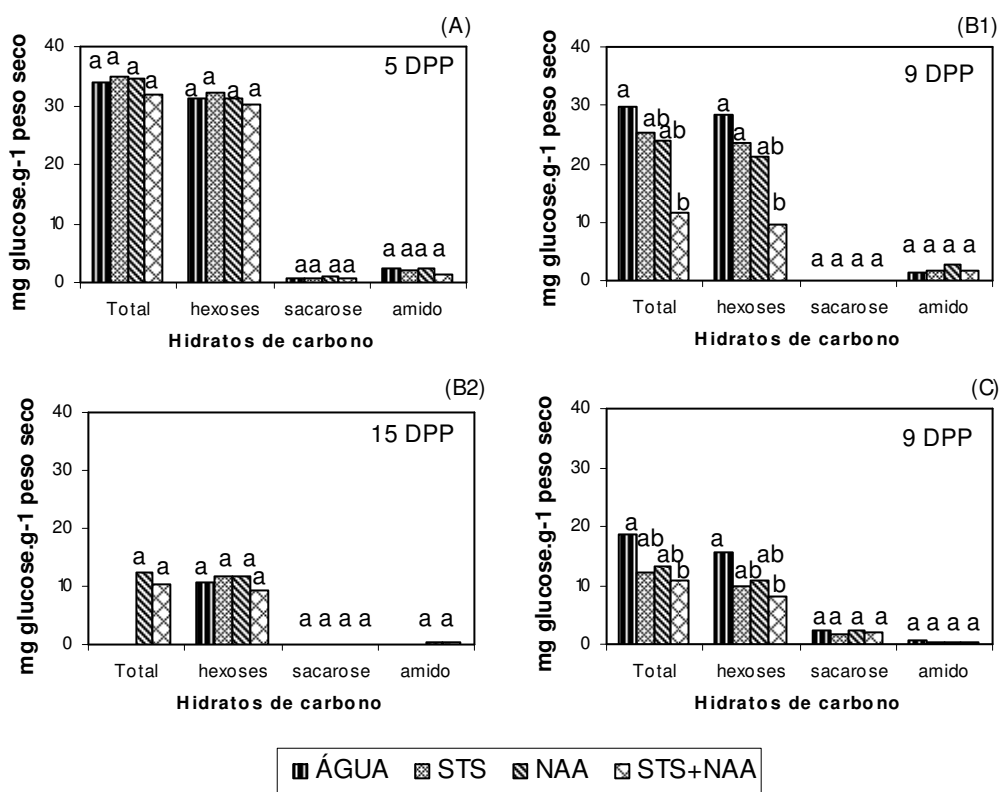 (A)
5 DPP
mg glucose.g-1 peso seco
40
30
20
10
0
a a a a a a a a aa aa a aaa
Total hexoses sacarose amido
Hidratos de carbono
(B1)
9 DPP
mg glucose.g-1 peso seco
40
30
20
10
0
a ab ab b a a ab b a a a a a a a a
Total hexoses sacarose amido
Hidratos de carbono
(B2)
15 DPP
mg glucose.g-1 peso seco
40
30
20
10
0
a a a a a a a a a a a a
Total hexoses sacarose amido
Hidratos de carbono
(C)
9 DPP
mg glucose.g-1 peso seco
40
30
20
10
0
a ab ab b a ab ab b aa a a a a a a
Total hexoses sacarose amido
Hidratos de carbono
ÁGUA STS NAA STS+NAA